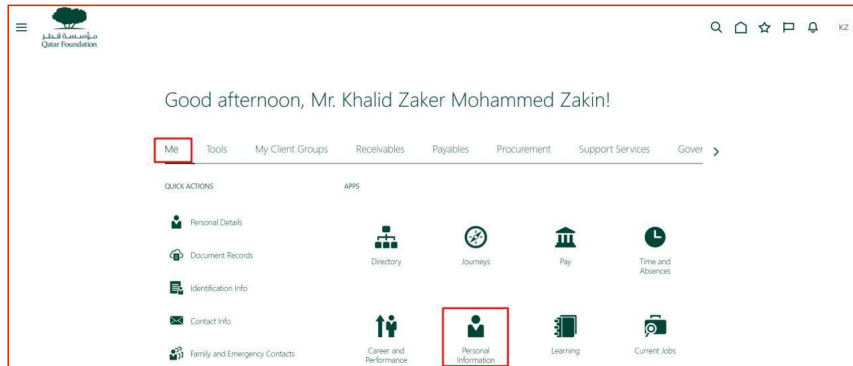 مؤسسة قطر
Qatar Foundation
KZ
Good afternoon, Mr. Khalid Zaker Mohammed Zakin!
Me Tools My Client Groups Receivables Payables Procurement Support Services Gover
QUICK ACTIONS
APPS
Personal Details
Document Records
Identification Info
Contact Info
Family and Emergency Contacts
Directory
Journeys
Pay
Time and
Absences
Career and
Performance
Personal
Information
Learning
Current Jobs